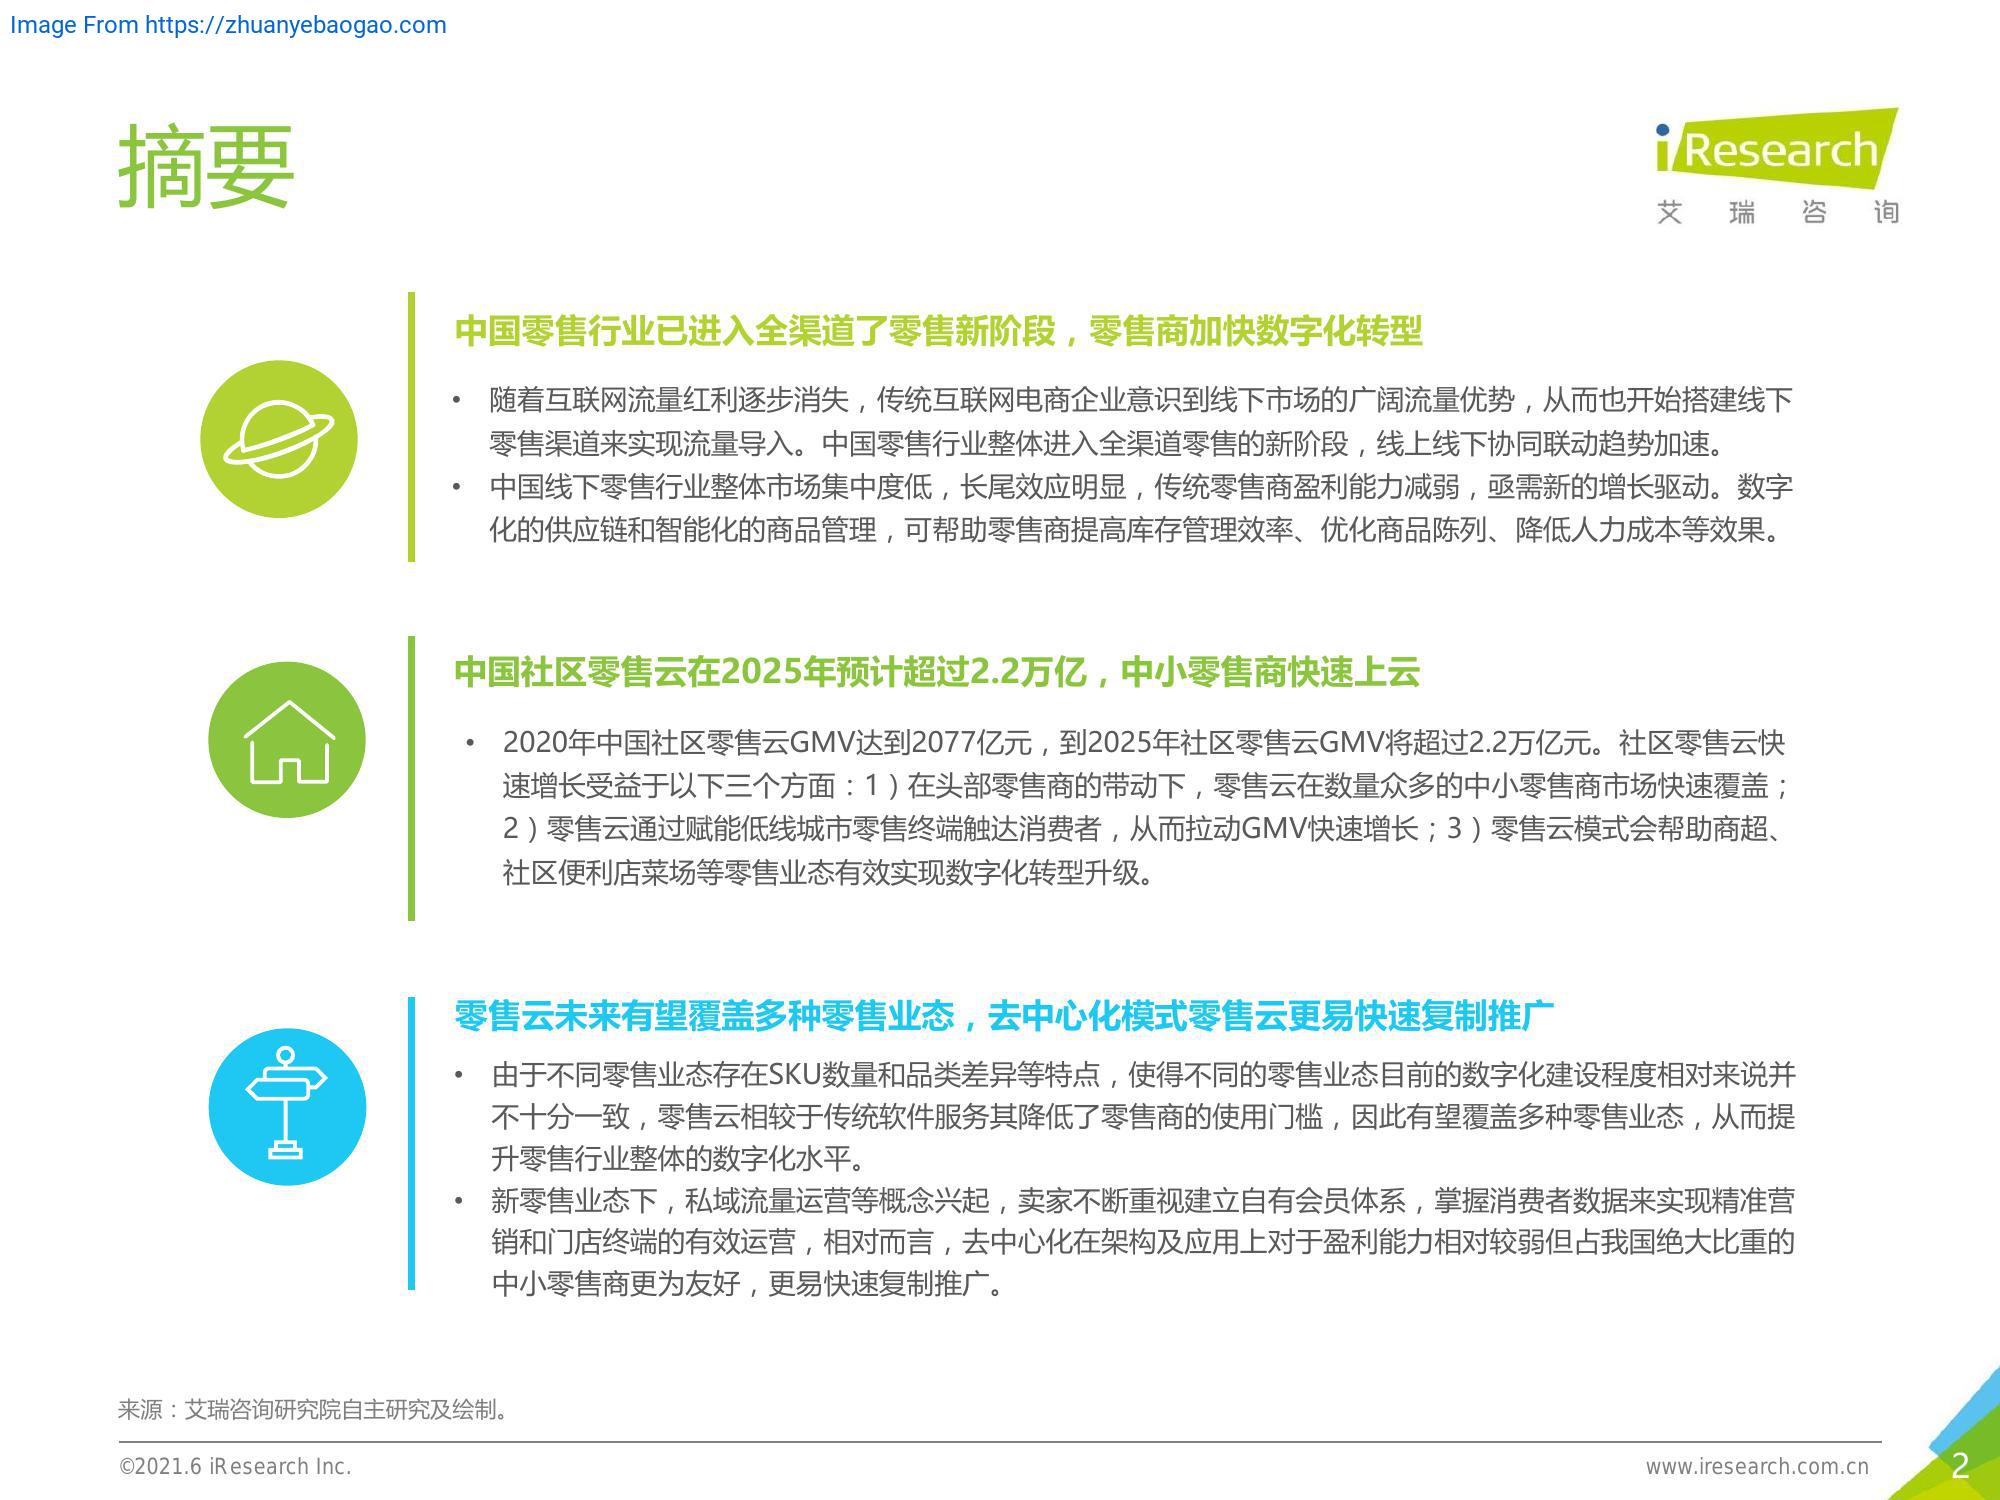 Image From https://zhuanyebaogao.com
摘要
iResearch
艾瑞咨询
中国零售行业已进入全渠道了零售新阶段，零售商加快数字化转型
• 随着互联网流量红利逐步消失，传统互联网电商企业意识到线下市场的广阔流量优势，从而也开始搭建线下
零售渠道来实现流量导入。中国零售行业整体进入全渠道零售的新阶段，线上线下协同联动趋势加速。
• 中国线下零售行业整体市场集中度低，长尾效应明显，传统零售商盈利能力减弱，亟需新的增长驱动。数字
化的供应链和智能化的商品管理，可帮助零售商提高库存管理效率、优化商品陈列、降低人力成本等效果。
中国社区零售云在2025年预计超过2.2万亿，中小零售商快速上云
• 2020年中国社区零售云GMV达到2077亿元，到2025年社区零售云GMV将超过2.2万亿元。社区零售云快
速增长受益于以下三个方面：1）在头部零售商的带动下，零售云在数量众多的中小零售商市场快速覆盖；
2）零售云通过赋能低线城市零售终端触达消费者，从而拉动GMV快速增长；3）零售云模式会帮助商超、
社区便利店菜场等零售业态有效实现数字化转型升级。
零售云未来有望覆盖多种零售业态，去中心化模式零售云更易快速复制推广
• 由于不同零售业态存在SKU数量和品类差异等特点，使得不同的零售业态目前的数字化建设程度相对来说并
不十分一致，零售云相较于传统软件服务其降低了零售商的使用门槛，因此有望覆盖多种零售业态，从而提
升零售行业整体的数字化水平。
• 新零售业态下，私域流量运营等概念兴起，卖家不断重视建立自有会员体系，掌握消费者数据来实现精准营
销和门店终端的有效运营，相对而言，去中心化在架构及应用上对于盈利能力相对较弱但占我国绝大比重的
中小零售商更为友好，更易快速复制推广。
来源：艾瑞咨询研究院自主研究及绘制。
©2021.6 iResearch Inc.
www.iresearch.com.cn
2